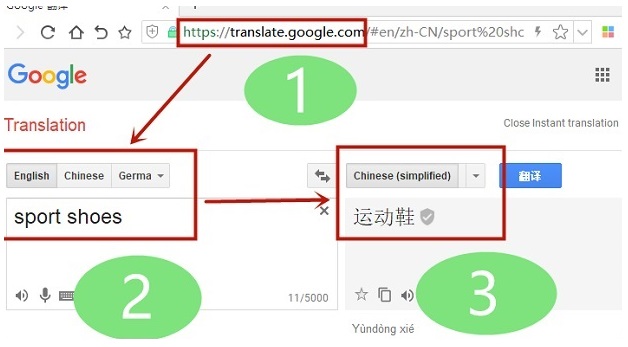 Google 翻译
https://translate.google.com/#en/zh-CN/sport%20shc
1
Google
Translation
Close Instant translation
English Chinese Germa
Chinese (simplified)
翻译
sport shoes
运动鞋
2
11/5000
3
Yùndòng xié